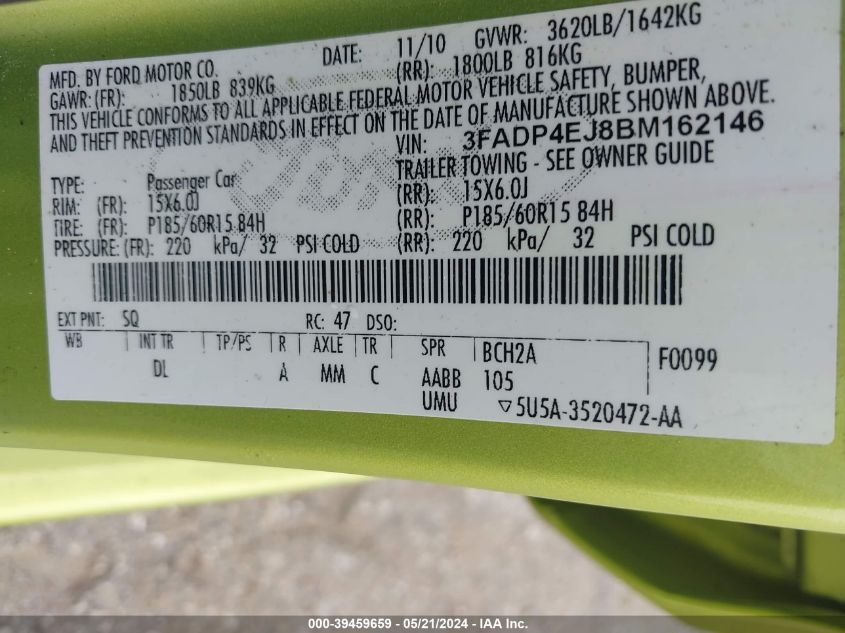 MFD. BY FORD MOTOR CO. DATE: 11/10 GVWR: 3620LB/1642KG
GAWR: (FR): 1850LB 839KG (RR): 1800LB 816KG
THIS VEHICLE CONFORMS TO ALL APPLICABLE FEDERAL MOTOR VEHICLE SAFETY, BUMPER,
AND THEFT PREVENTION STANDARDS IN EFFECT ON THE DATE OF MANUFACTURE SHOWN ABOVE.
VIN: 3FADP4EJ8BM162146
TYPE: Passenger Car TRAILER TOWING - SEE OWNER GUIDE
RIM: (FR): 15X6.0J (RR): 15X6.0J
TIRE: (FR): P185/60R15 84H (RR): P185/60R15 84H
PRESSURE: (FR): 220 kPa/ 32 PSI COLD (RR): 220 kPa/ 32 PSI COLD
EXT PNT: SQ RC: 47 DSO:
WB INT TR TP/PS R AXLE TR SPR BCH2A F0099
DL A MM C AABB 105
UMU ▽5U5A-3520472-AA
000-39459659 - 05/21/2024 - IAA Inc.